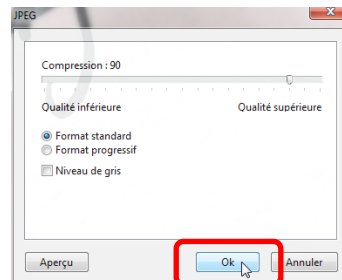 JPEG
Compression : 90
Qualité inférieure Qualité supérieure
Format standard
Format progressif
Niveau de gris
Aperçu Ok Annuler